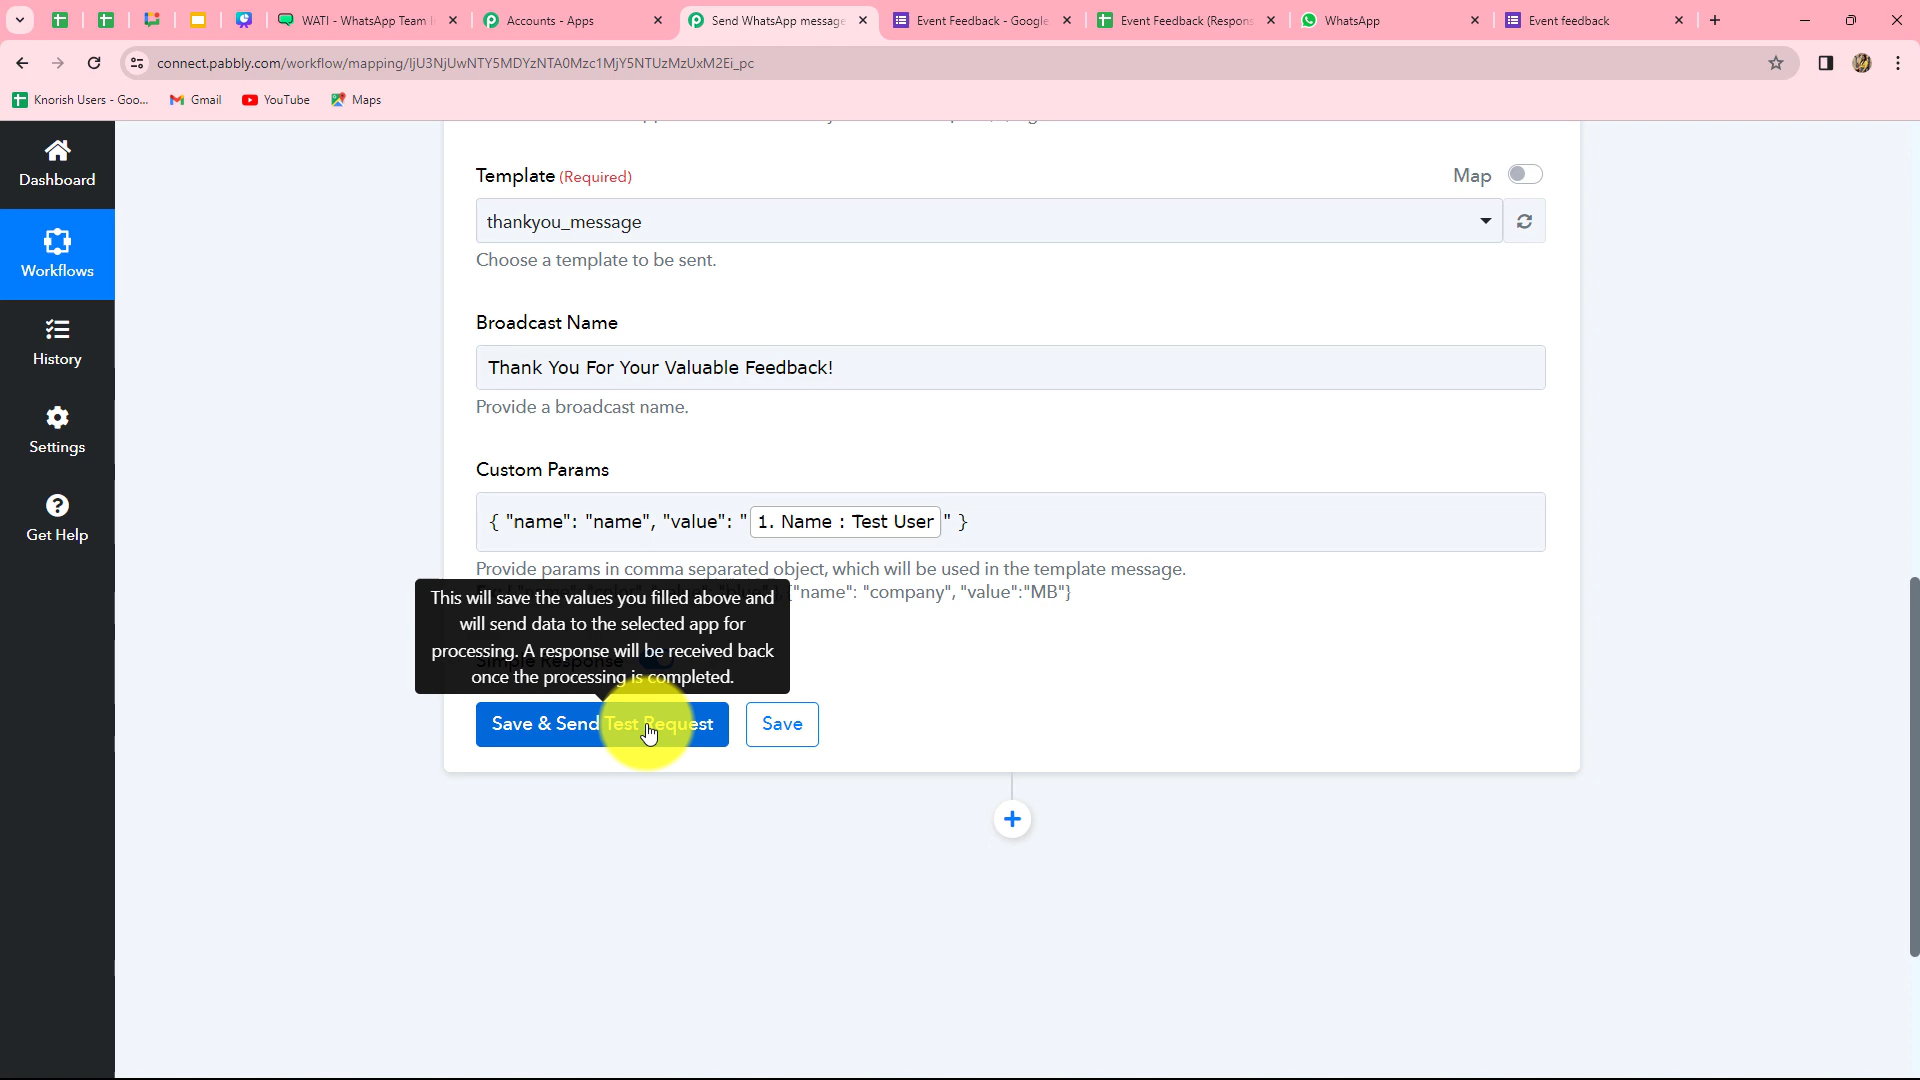 WATI - WhatsApp Team
Accounts - Apps
Send WhatsApp message
Event Feedback - Google
Event Feedback (Respons
WhatsApp
Event feedback
connect.pabbly.com/workflow/mapping/IjU3NjUwNTY5MDYzNTA0Mzc1MjY5NTUzMzUxM2Ei_pc
Knorish Users - Goo...
Gmail
YouTube
Maps
Dashboard
Workflows
History
Settings
Get Help
Template (Required)
Map
thankyou_message
Choose a template to be sent.
Broadcast Name
Thank You For Your Valuable Feedback!
Provide a broadcast name.
Custom Params
{ "name": "name", "value": " 1. Name : Test User " }
Provide params in comma separated object, which will be used in the template message.
"name": "company", "value":"MB"}
This will save the values you filled above and
will send data to the selected app for
processing. A response will be received back
once the processing is completed.
Simple Response
Save & Send Test Request
Save